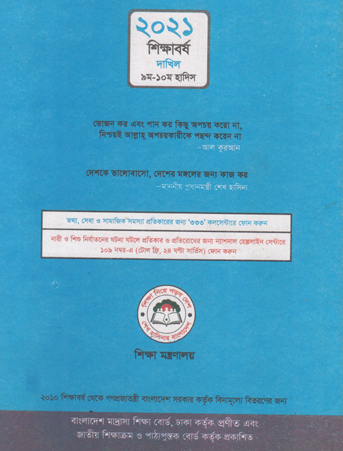 ২০২১
শিক্ষাবর্ষ
দাখিল
৯ম-১০ম হাদিস
ভোজন কর এবং পান কর কিন্তু অপচয় করো না,
নিশ্চয়ই আল্লাহ্ অপচয়কারীকে পছন্দ করেন না
-আল কুরআন
দেশকে ভালোবাসো, দেশের মঙ্গলের জন্য কাজ কর
-মাননীয় প্রধানমন্ত্রী শেখ হাসিনা
তথ্য, সেবা ও সামাজিক সমস্যা প্রতিকারের জন্য '৩৩৩' কলসেন্টারে ফোন করুন
নারী ও শিশু নির্যাতনের ঘটনা ঘটলে প্রতিকার ও প্রতিরোধের জন্য ন্যাশনাল হেল্পলাইন সেন্টারে
১০৯ নম্বর-এ (টোল ফ্রি, ২৪ ঘণ্টা সার্ভিস) ফোন করুন
শিক্ষা নিয়ে গড়ব দেশ
শেখ হাসিনার বাংলাদেশ
শিক্ষা মন্ত্রণালয়
২০১০ শিক্ষাবর্ষ থেকে গণপ্রজাতন্ত্রী বাংলাদেশ সরকার কর্তৃক বিনামূল্যে বিতরণের জন্য
বাংলাদেশ মাদ্রাসা শিক্ষা বোর্ড, ঢাকা কর্তৃক প্রণীত এবং
জাতীয় শিক্ষাক্রম ও পাঠ্যপুস্তক বোর্ড কর্তৃক প্রকাশিত